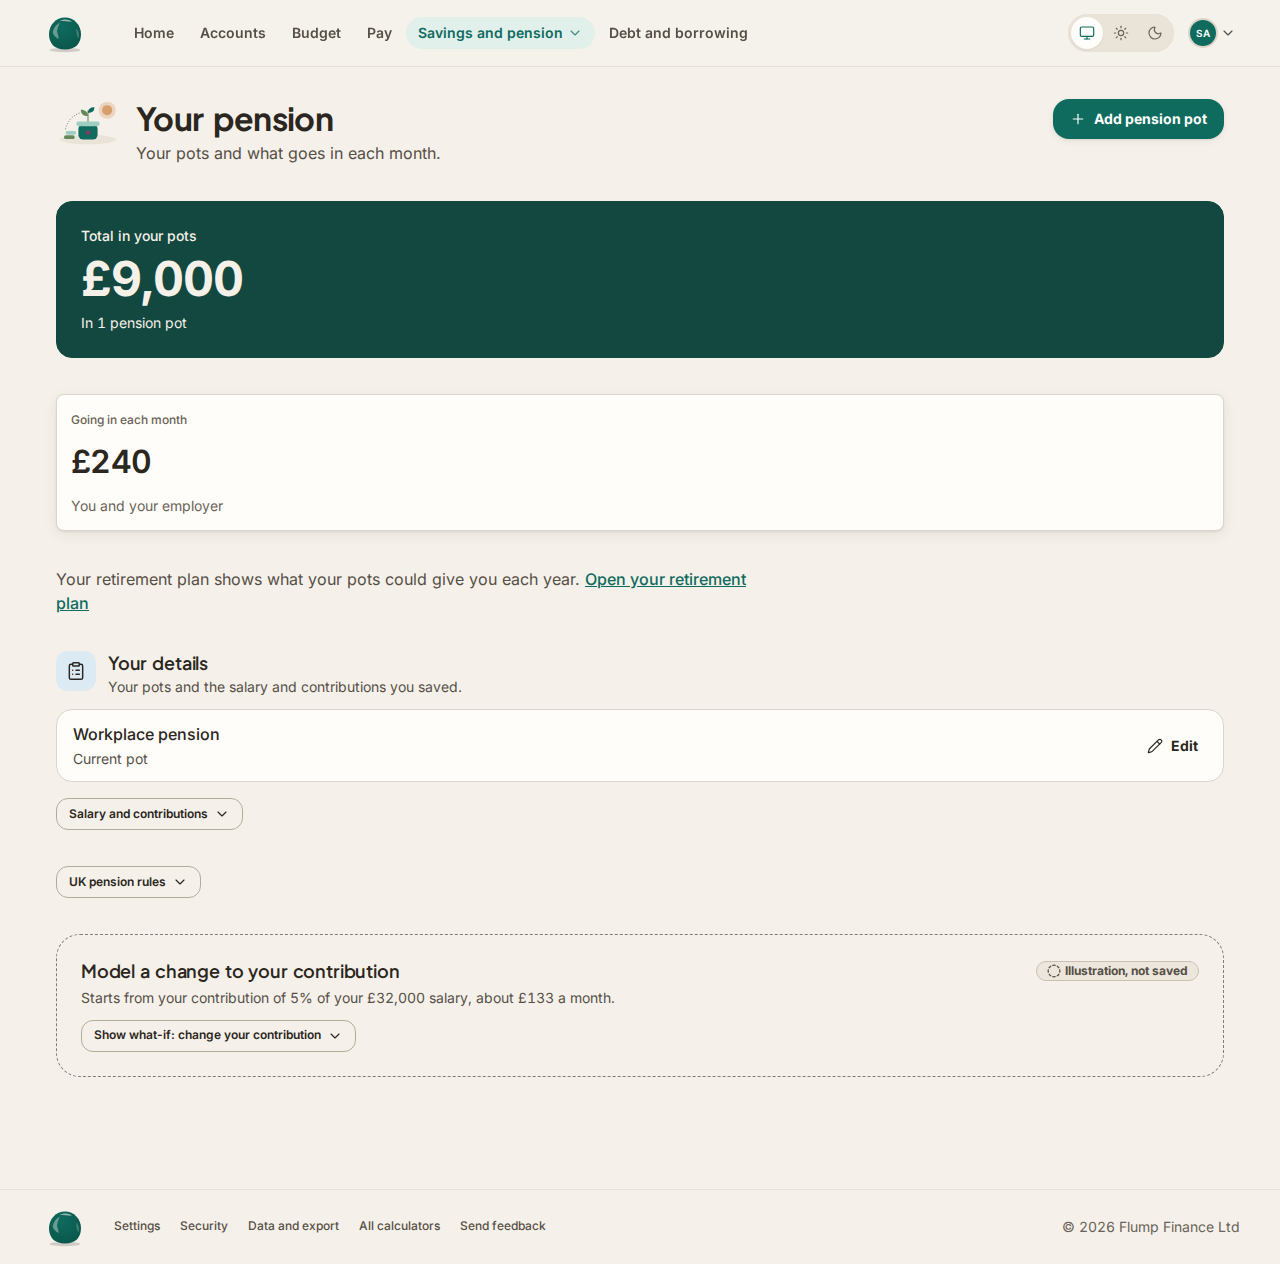 Home
Accounts
Budget
Pay
Savings and pension
Debt and borrowing
SA
Your pension
Your pots and what goes in each month.
Add pension pot
Total in your pots
£9,000
In 1 pension pot
Going in each month
£240
You and your employer
Your retirement plan shows what your pots could give you each year. Open your retirement
plan
Your details
Your pots and the salary and contributions you saved.
Workplace pension
Current pot
Edit
Salary and contributions
UK pension rules
Model a change to your contribution
Illustration, not saved
Starts from your contribution of 5% of your £32,000 salary, about £133 a month.
Show what-if: change your contribution
Settings
Security
Data and export
All calculators
Send feedback
© 2026 Flump Finance Ltd